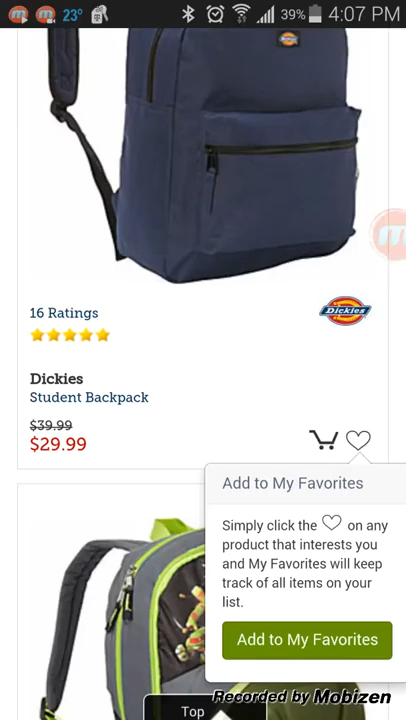 23° 39% 4:07 PM
16 Ratings
Dickies
Dickies
Student Backpack
$39.99
$29.99
Add to My Favorites
Simply click the ♡ on any
product that interests you
and My Favorites will keep
track of all items on your
list.
Add to My Favorites
Top
Recorded by Mobizen